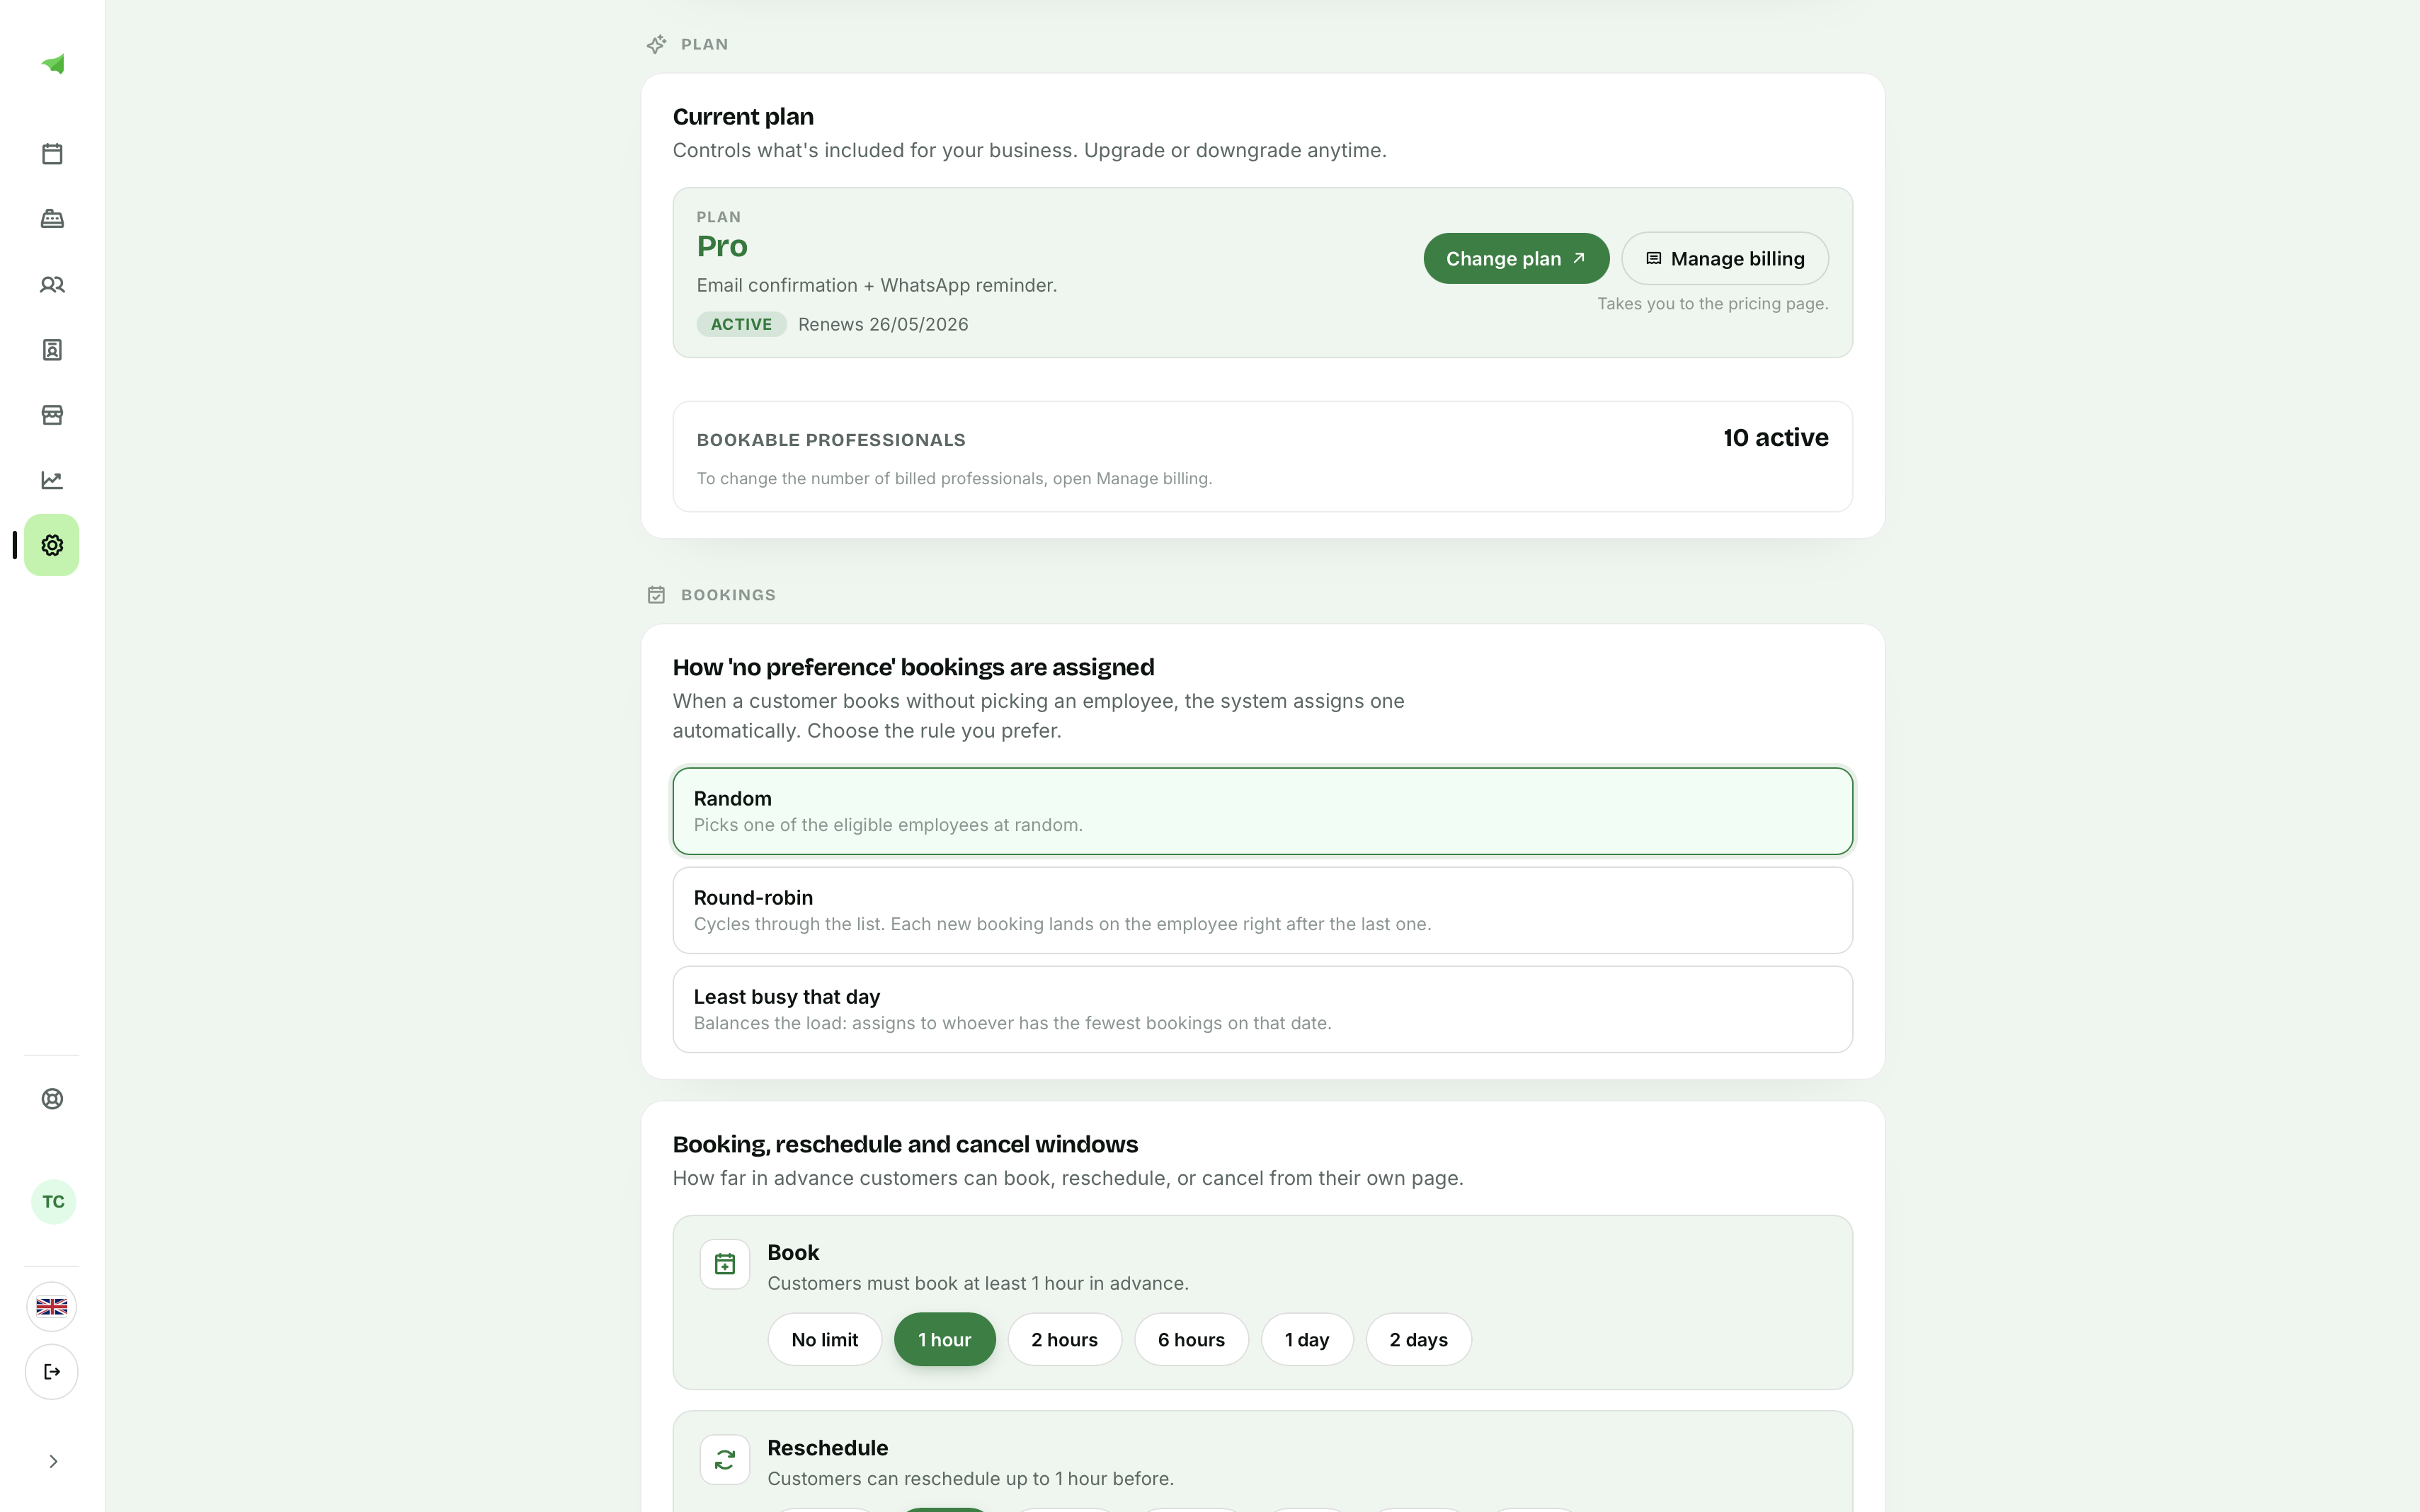 PLAN
Current plan
Controls what's included for your business. Upgrade or downgrade anytime.
PLAN
Pro
Email confirmation + WhatsApp reminder.
ACTIVE Renews 26/05/2026
Change plan
Manage billing
Takes you to the pricing page.
BOOKABLE PROFESSIONALS
10 active
To change the number of billed professionals, open Manage billing.
BOOKINGS
How 'no preference' bookings are assigned
When a customer books without picking an employee, the system assigns one
automatically. Choose the rule you prefer.
Random
Picks one of the eligible employees at random.
Round-robin
Cycles through the list. Each new booking lands on the employee right after the last one.
Least busy that day
Balances the load: assigns to whoever has the fewest bookings on that date.
Booking, reschedule and cancel windows
How far in advance customers can book, reschedule, or cancel from their own page.
Book
Customers must book at least 1 hour in advance.
No limit 1 hour 2 hours 6 hours 1 day 2 days
Reschedule
Customers can reschedule up to 1 hour before.
TC